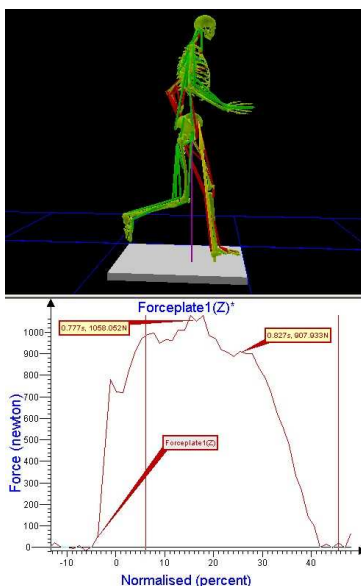 Forceplate1(Z)*
0.777s, 1058.052N
0.827s, 907.933N
Forceplate1(Z)
Force (newton)
1000
900
800
700
600
500
400
300
200
100
0
-10 0 10 20 30 40
Normalised (percent)